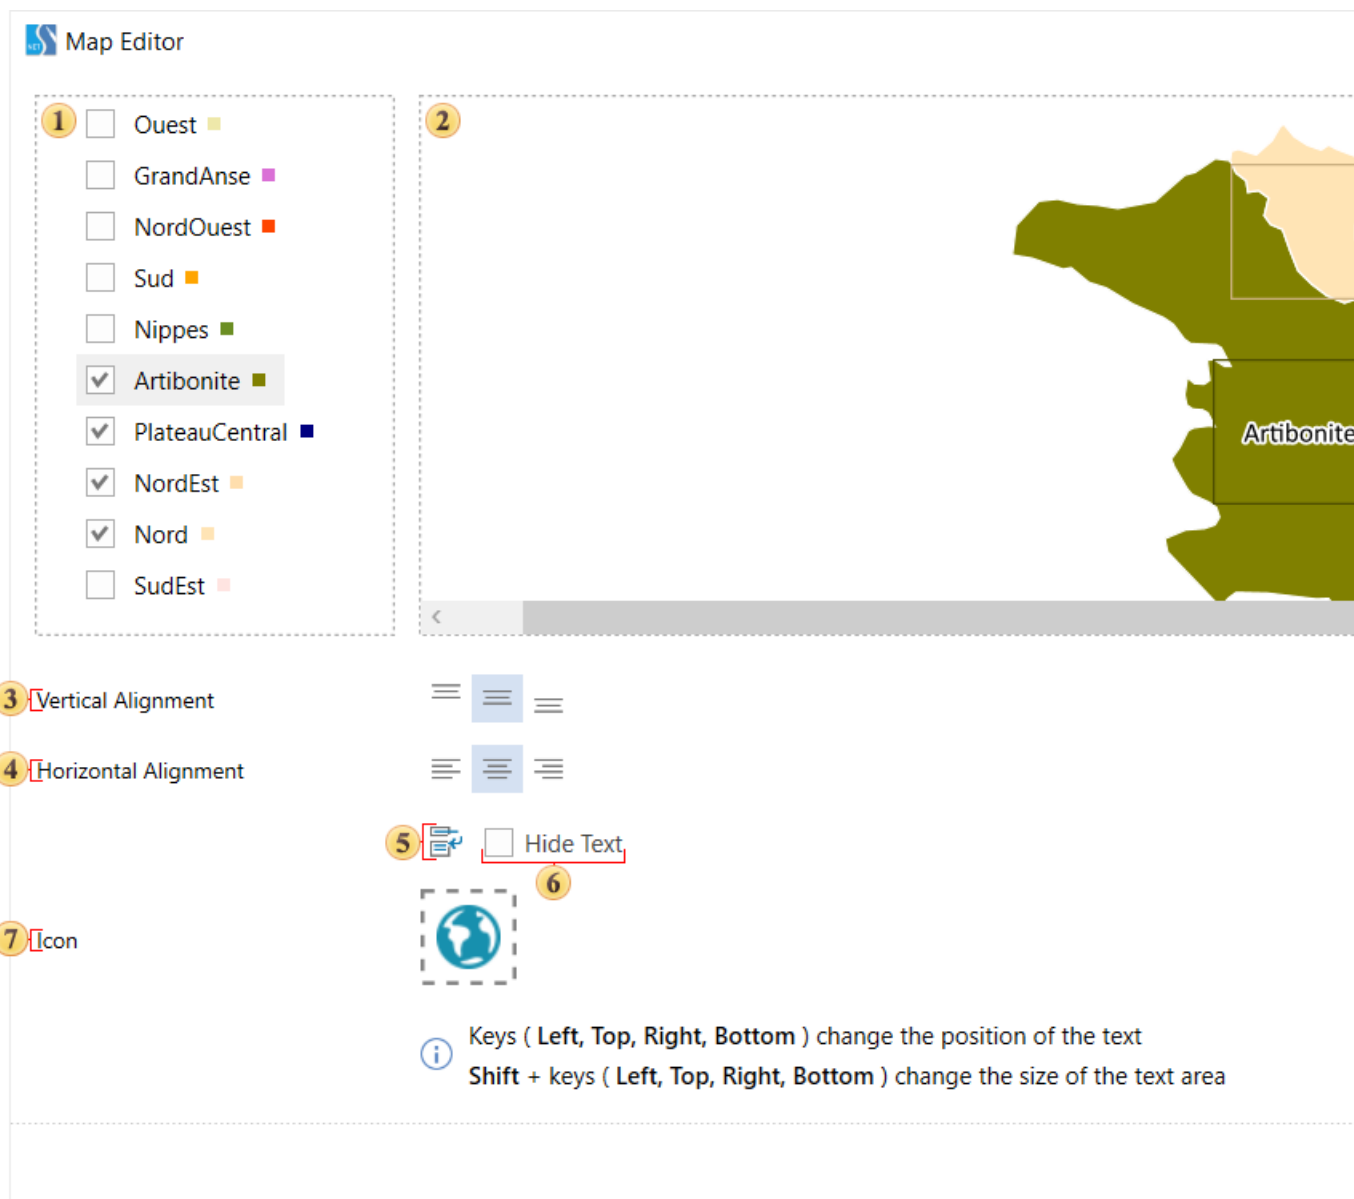 Map Editor
1
Ouest
GrandAnse
NordOuest
Sud
Nippes
Artibonite
PlateauCentral
NordEst
Nord
SudEst
2
Artibonite
3 Vertical Alignment
4 Horizontal Alignment
5 Hide Text
6
7 Icon
Keys ( Left, Top, Right, Bottom ) change the position of the text
Shift + keys ( Left, Top, Right, Bottom ) change the size of the text area